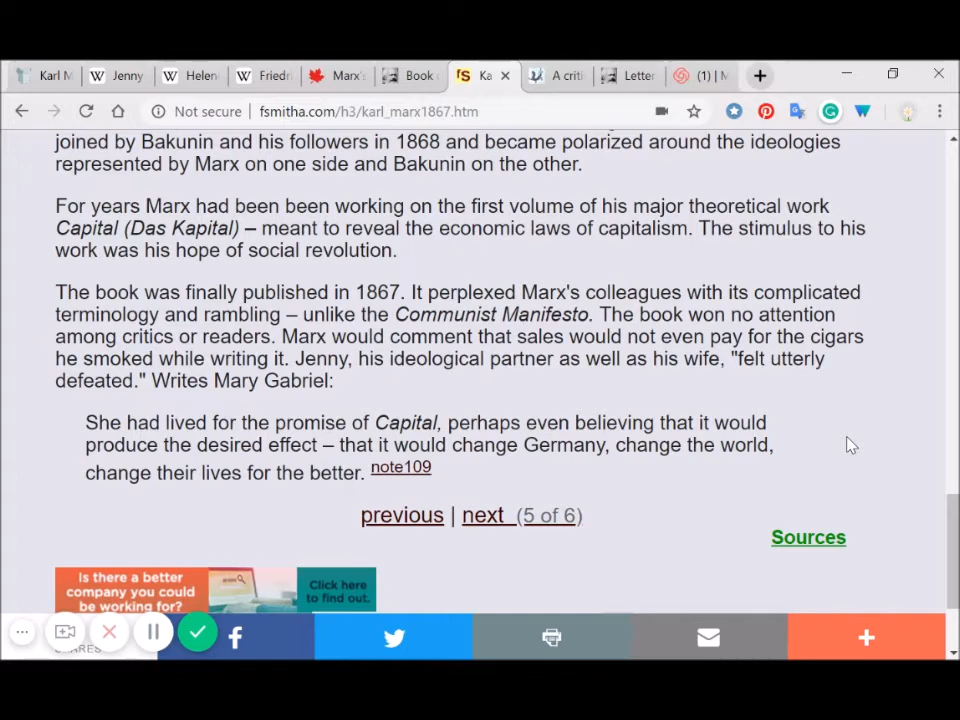 Karl M
Jenny
Helen
Friedri
Marx's
Book
Ka
A criti
Letter
(1) | M
Not secure | fsmitha.com/h3/karl_marx1867.htm
joined by Bakunin and his followers in 1868 and became polarized around the ideologies
represented by Marx on one side and Bakunin on the other.
For years Marx had been been working on the first volume of his major theoretical work
Capital (Das Kapital) – meant to reveal the economic laws of capitalism. The stimulus to his
work was his hope of social revolution.
The book was finally published in 1867. It perplexed Marx's colleagues with its complicated
terminology and rambling – unlike the Communist Manifesto. The book won no attention
among critics or readers. Marx would comment that sales would not even pay for the cigars
he smoked while writing it. Jenny, his ideological partner as well as his wife, "felt utterly
defeated." Writes Mary Gabriel:
She had lived for the promise of Capital, perhaps even believing that it would
produce the desired effect – that it would change Germany, change the world,
change their lives for the better. note109
previous | next (5 of 6)
Sources
Is there a better
company you could
be working for?
Click here
to find out.
SHARES